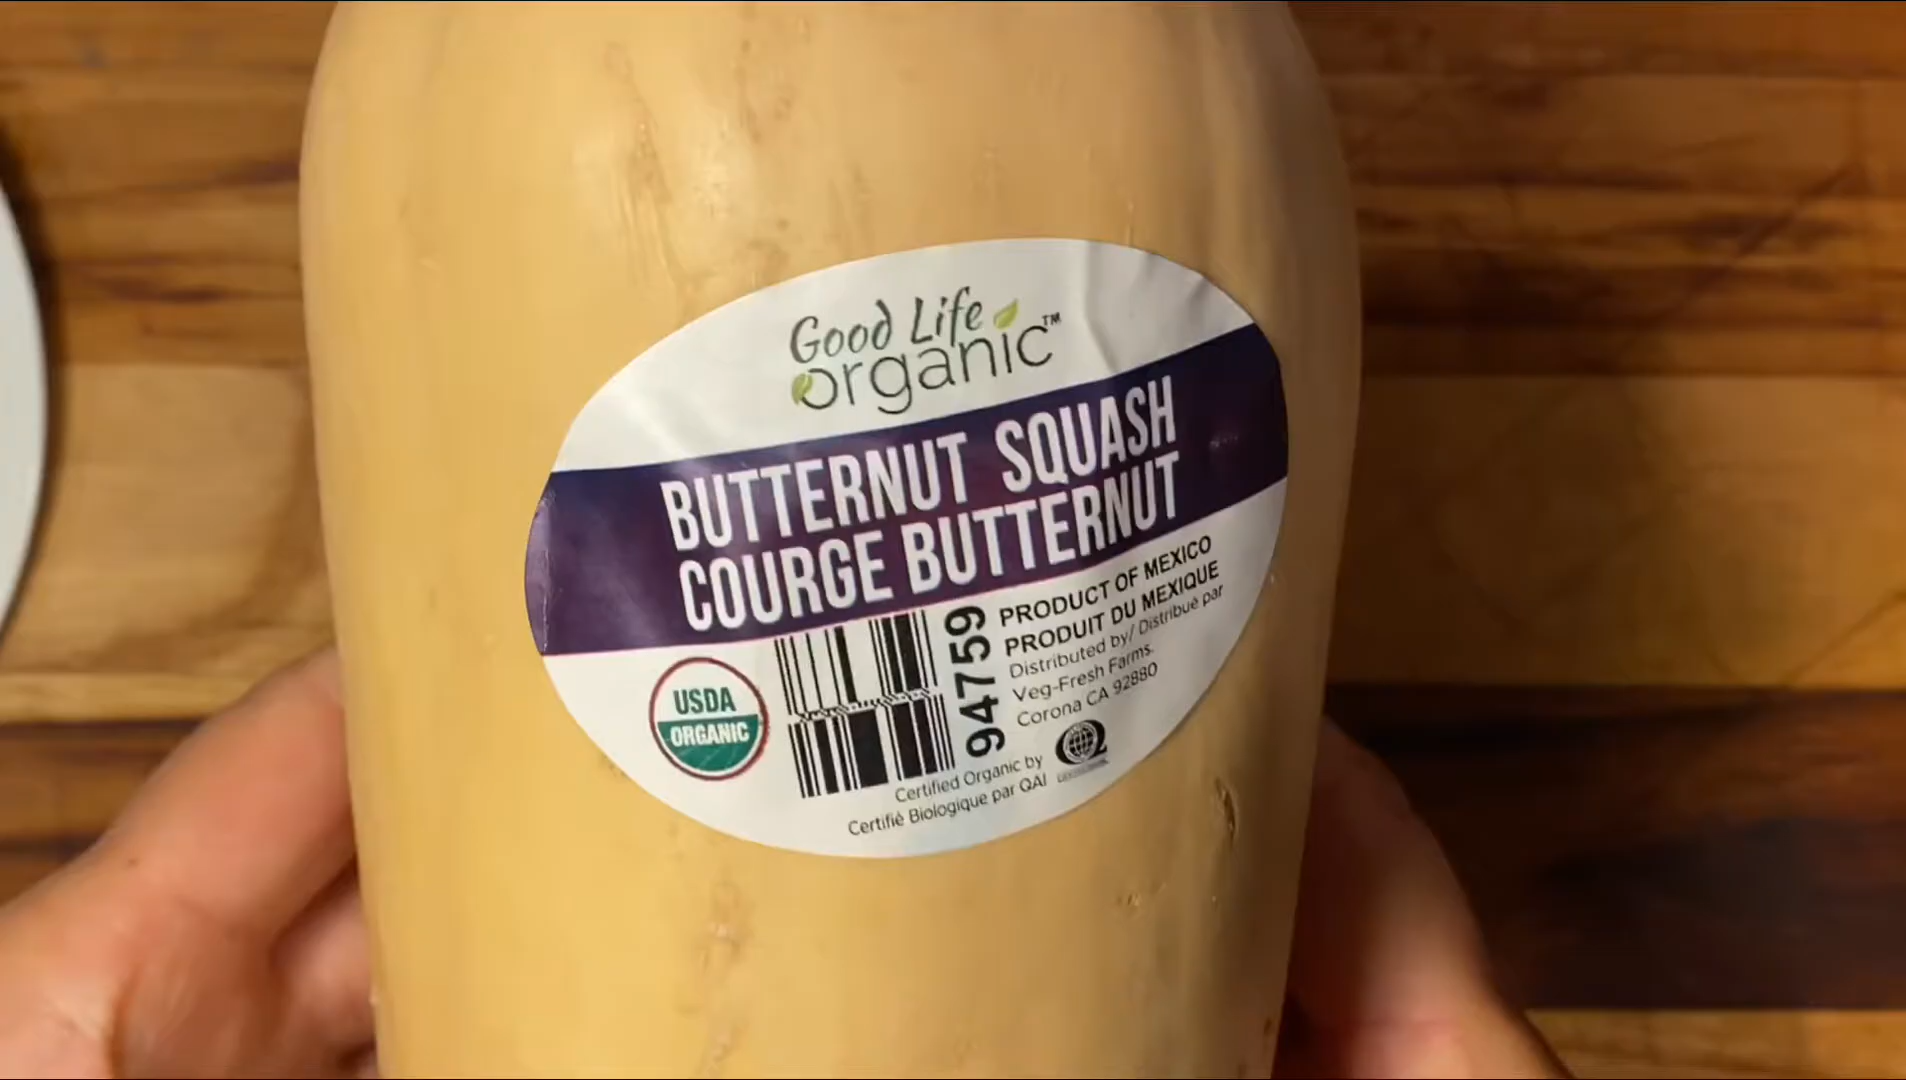 Good Life
organic™
BUTTERNUT SQUASH
COURGE BUTTERNUT
PRODUCT OF MEXICO
PRODUIT DU MEXIQUE
Distributed by/ Distribué par
Veg-Fresh Farms.
Corona CA 92880
94759
USDA
ORGANIC
Certified Organic by
Certifié Biologique par QAI